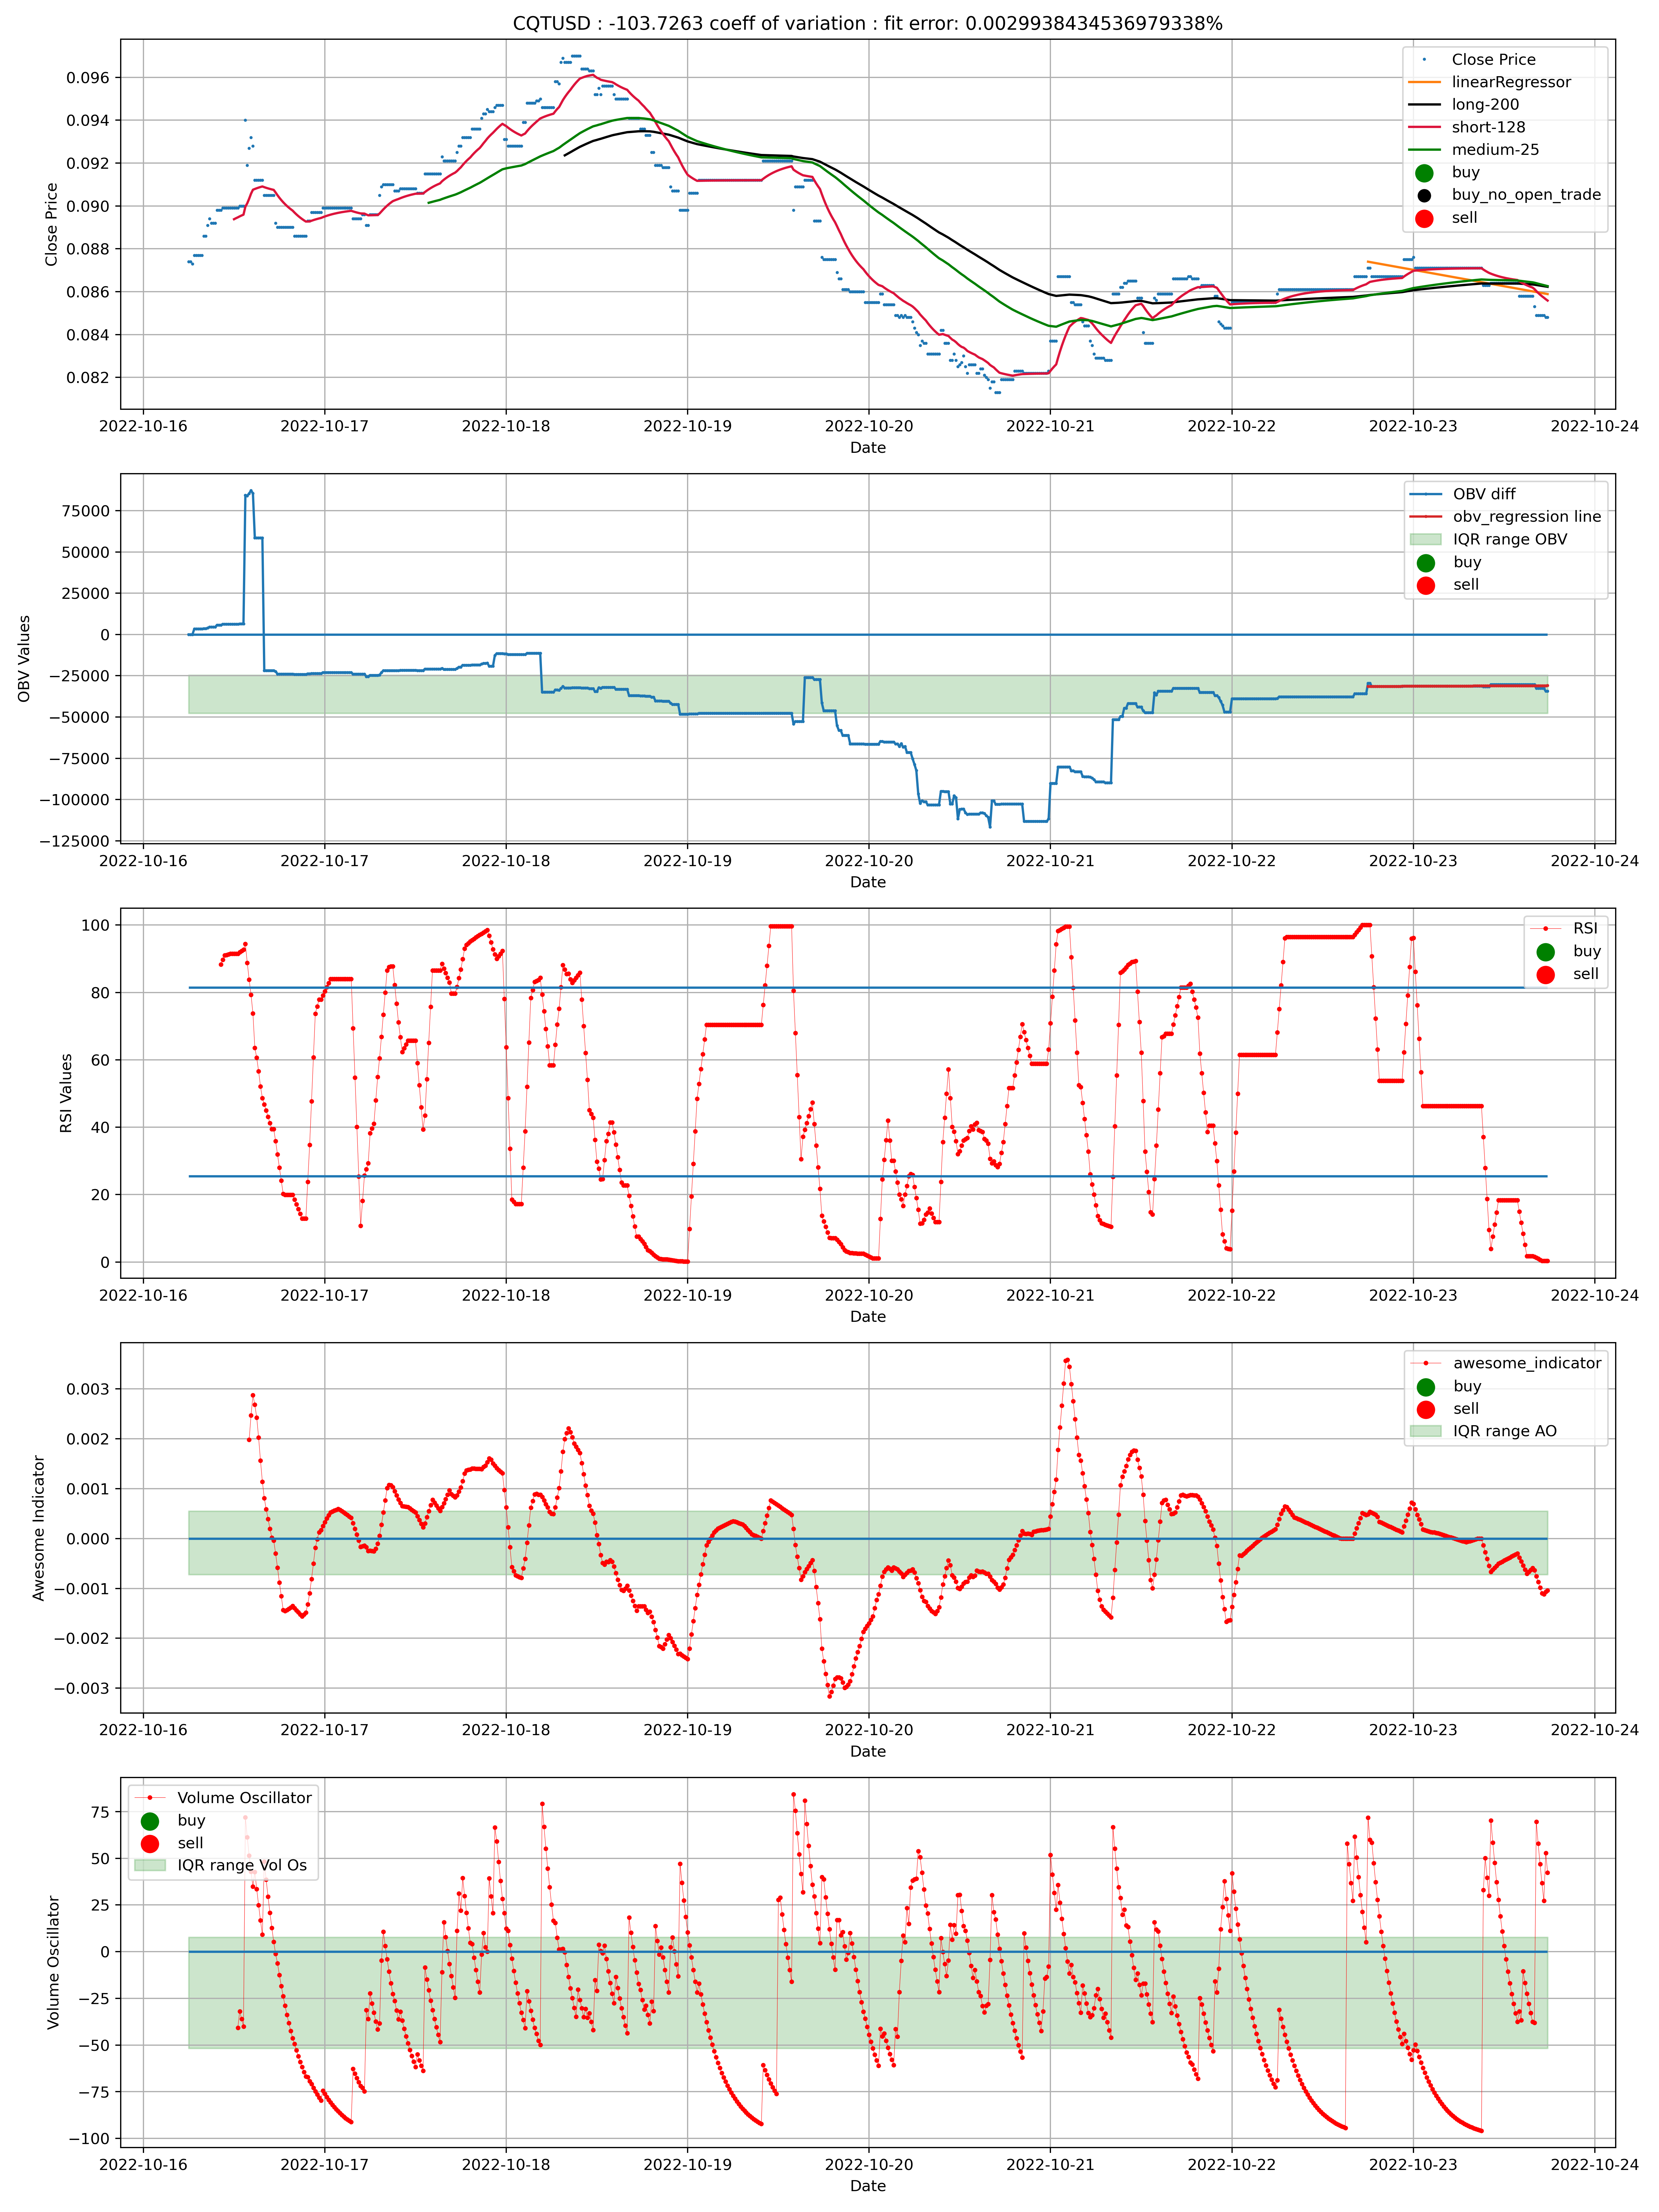 CQTUSD : -103.7263 coeff of variation : fit error: 0.0029938434536979338%
Close Price
0.096
0.094
0.092
0.090
0.088
0.086
0.084
0.082
Close Price
linearRegressor
long-200
short-128
medium-25
buy
buy_no_open_trade
sell
2022-10-16 2022-10-17 2022-10-18 2022-10-19 2022-10-20 2022-10-21 2022-10-22 2022-10-23 2022-10-24
Date
OBV Values
75000
50000
25000
0
−25000
−50000
−75000
−100000
−125000
OBV diff
obv_regression line
IQR range OBV
buy
sell
2022-10-16 2022-10-17 2022-10-18 2022-10-19 2022-10-20 2022-10-21 2022-10-22 2022-10-23 2022-10-24
Date
RSI Values
100
80
60
40
20
0
RSI
buy
sell
2022-10-16 2022-10-17 2022-10-18 2022-10-19 2022-10-20 2022-10-21 2022-10-22 2022-10-23 2022-10-24
Date
Awesome Indicator
0.003
0.002
0.001
0.000
−0.001
−0.002
−0.003
awesome_indicator
buy
sell
IQR range AO
2022-10-16 2022-10-17 2022-10-18 2022-10-19 2022-10-20 2022-10-21 2022-10-22 2022-10-23 2022-10-24
Date
Volume Oscillator
75
50
25
0
−25
−50
−75
−100
Volume Oscillator
buy
sell
IQR range Vol Os
2022-10-16 2022-10-17 2022-10-18 2022-10-19 2022-10-20 2022-10-21 2022-10-22 2022-10-23 2022-10-24
Date